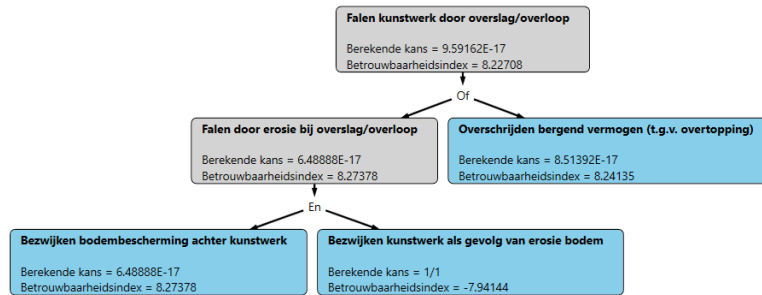 Falen kunstwerk door overslag/overloop
Berekende kans = 9.59162E-17
Betrouwbaarheidsindex = 8.22708
Of
Falen door erosie bij overslag/overloop
Berekende kans = 6.48888E-17
Betrouwbaarheidsindex = 8.27378
Overschrijden bergend vermogen (t.g.v. overtopping)
Berekende kans = 8.51392E-17
Betrouwbaarheidsindex = 8.24135
En
Bezwijken bodembescherming achter kunstwerk
Berekende kans = 6.48888E-17
Betrouwbaarheidsindex = 8.27378
Bezwijken kunstwerk als gevolg van erosie bodem
Berekende kans = 1/1
Betrouwbaarheidsindex = -7.94144